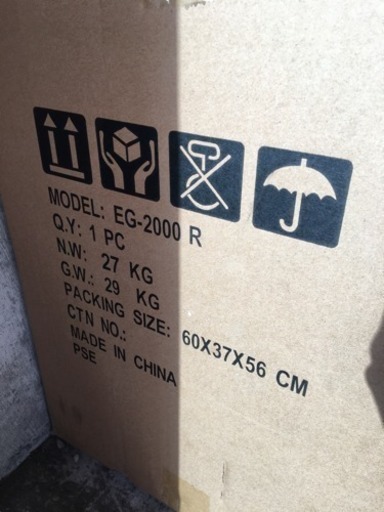 MODEL: EG-2000 R
Q.Y: 1 PC
N.W: 27 KG
G.W.: 29 KG
PACKING SIZE: 60X37X56 CM
CTN NO.:
MADE IN CHINA
PSE